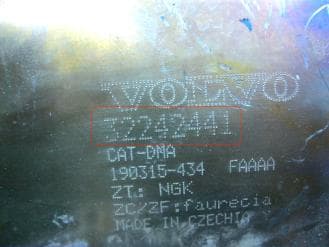 VOLVO
32242441
CAT-DMA
190315-434 FAAAA
ZT.: NGK
ZC/ZF:faurecia
MADE IN CZECHIA